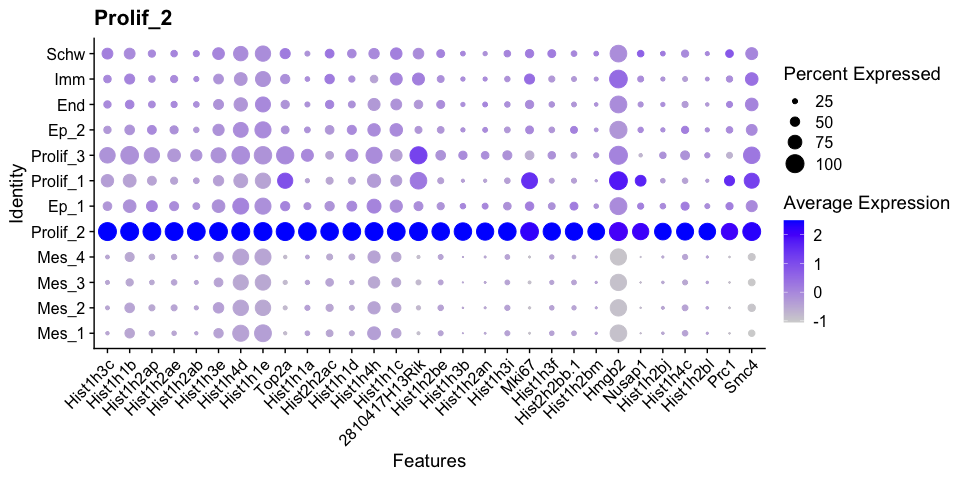 Prolif_2
Identity
Schw
Imm
End
Ep_2
Prolif_3
Prolif_1
Ep_1
Prolif_2
Mes_4
Mes_3
Mes_2
Mes_1
Hist1h3c
Hist1h1b
Hist1h2ap
Hist1h2ae
Hist1h2ab
Hist1h3e
Hist1h4d
Hist1h1e
Top2a
Hist1h1a
Hist2h2ac
Hist1h1d
Hist1h4h
Hist1h1c
2810417H13Rik
Hist1h2be
Hist1h3b
Hist1h2an
Hist1h3i
Mki67
Hist1h3f
Hist2h2bb.1
Hist1h2bm
Hmgb2
Nusap1
Hist1h2bj
Hist1h4c
Hist1h2bl
Prc1
Smc4
Features
Percent Expressed
25
50
75
100
Average Expression
2
1
0
-1